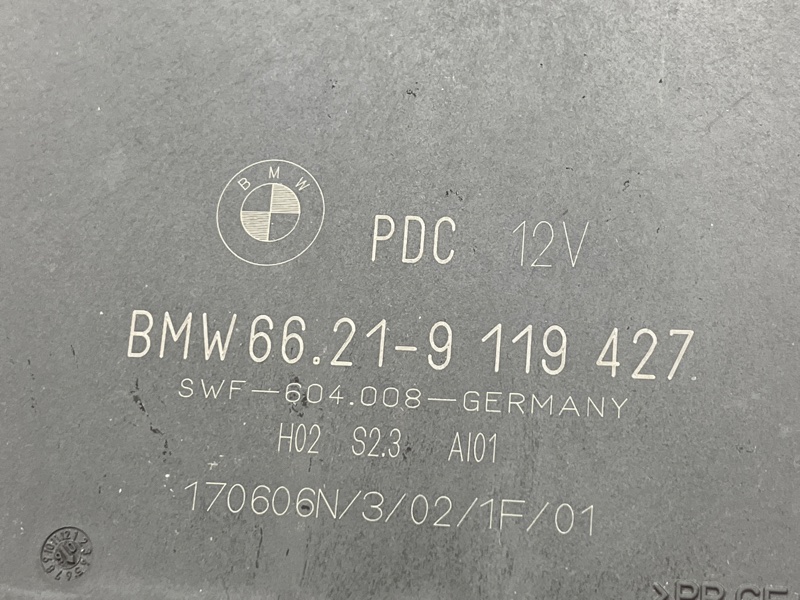 BMW
PDC 12V
BMW 66.21-9 119 427
SWF-604.008-GERMANY
H02 S2.3 AI01
170606N/3/02/1F/01